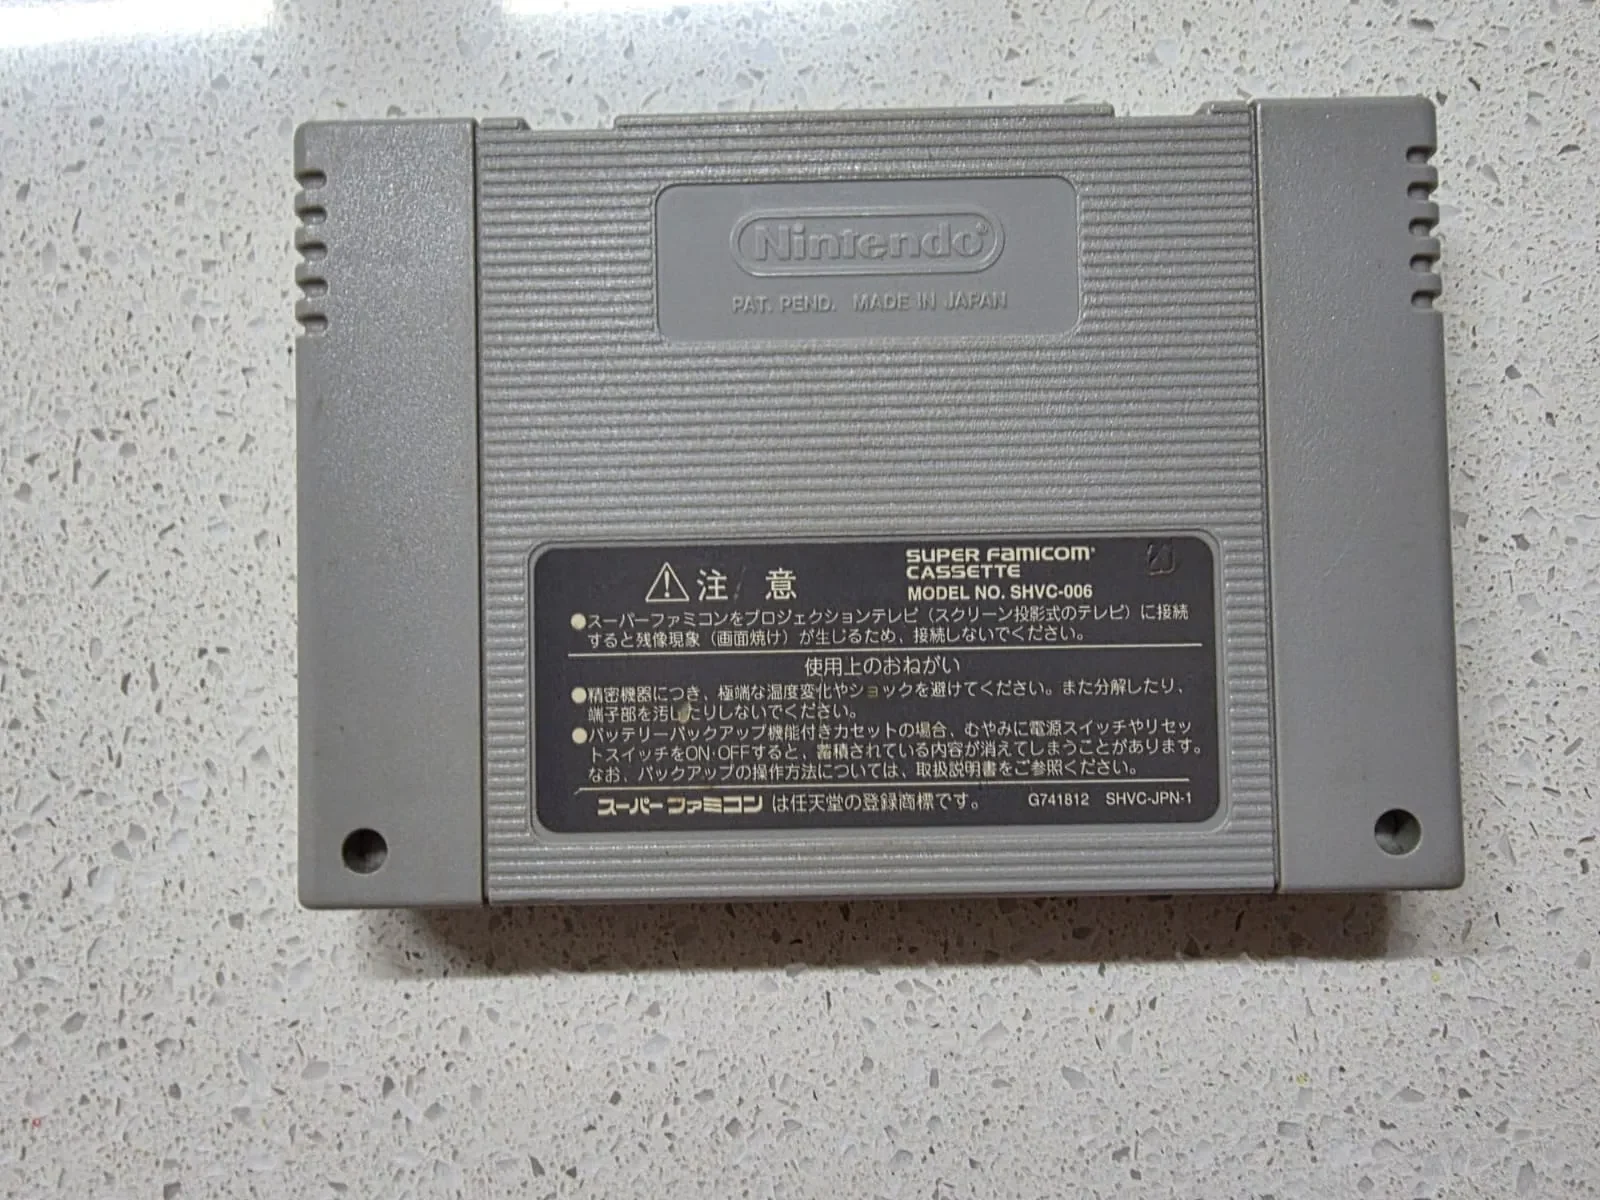 Nintendo®
PAT. PEND. MADE IN JAPAN
⚠注意
SUPER FAMICOM®
CASSETTE
MODEL NO. SHVC-006
●スーパーファミコンをプロジェクションテレビ（スクリーン投影式のテレビ）に接続
すると残像現象（画面焼け）が生じるため、接続しないでください。
使用上のおねがい
●精密機器につき、極端な温度変化やショックを避けてください。また分解したり、
端子部を汚したりしないでください。
●バッテリーバックアップ機能付きカセットの場合、むやみに電源スイッチやリセッ
トスイッチをON・OFFすると、蓄積されている内容が消えてしまうことがあります。
なお、バックアップの操作方法については、取扱説明書をご参照ください。
スーパーファミコンは任天堂の登録商標です。 G741812 SHVC-JPN-1